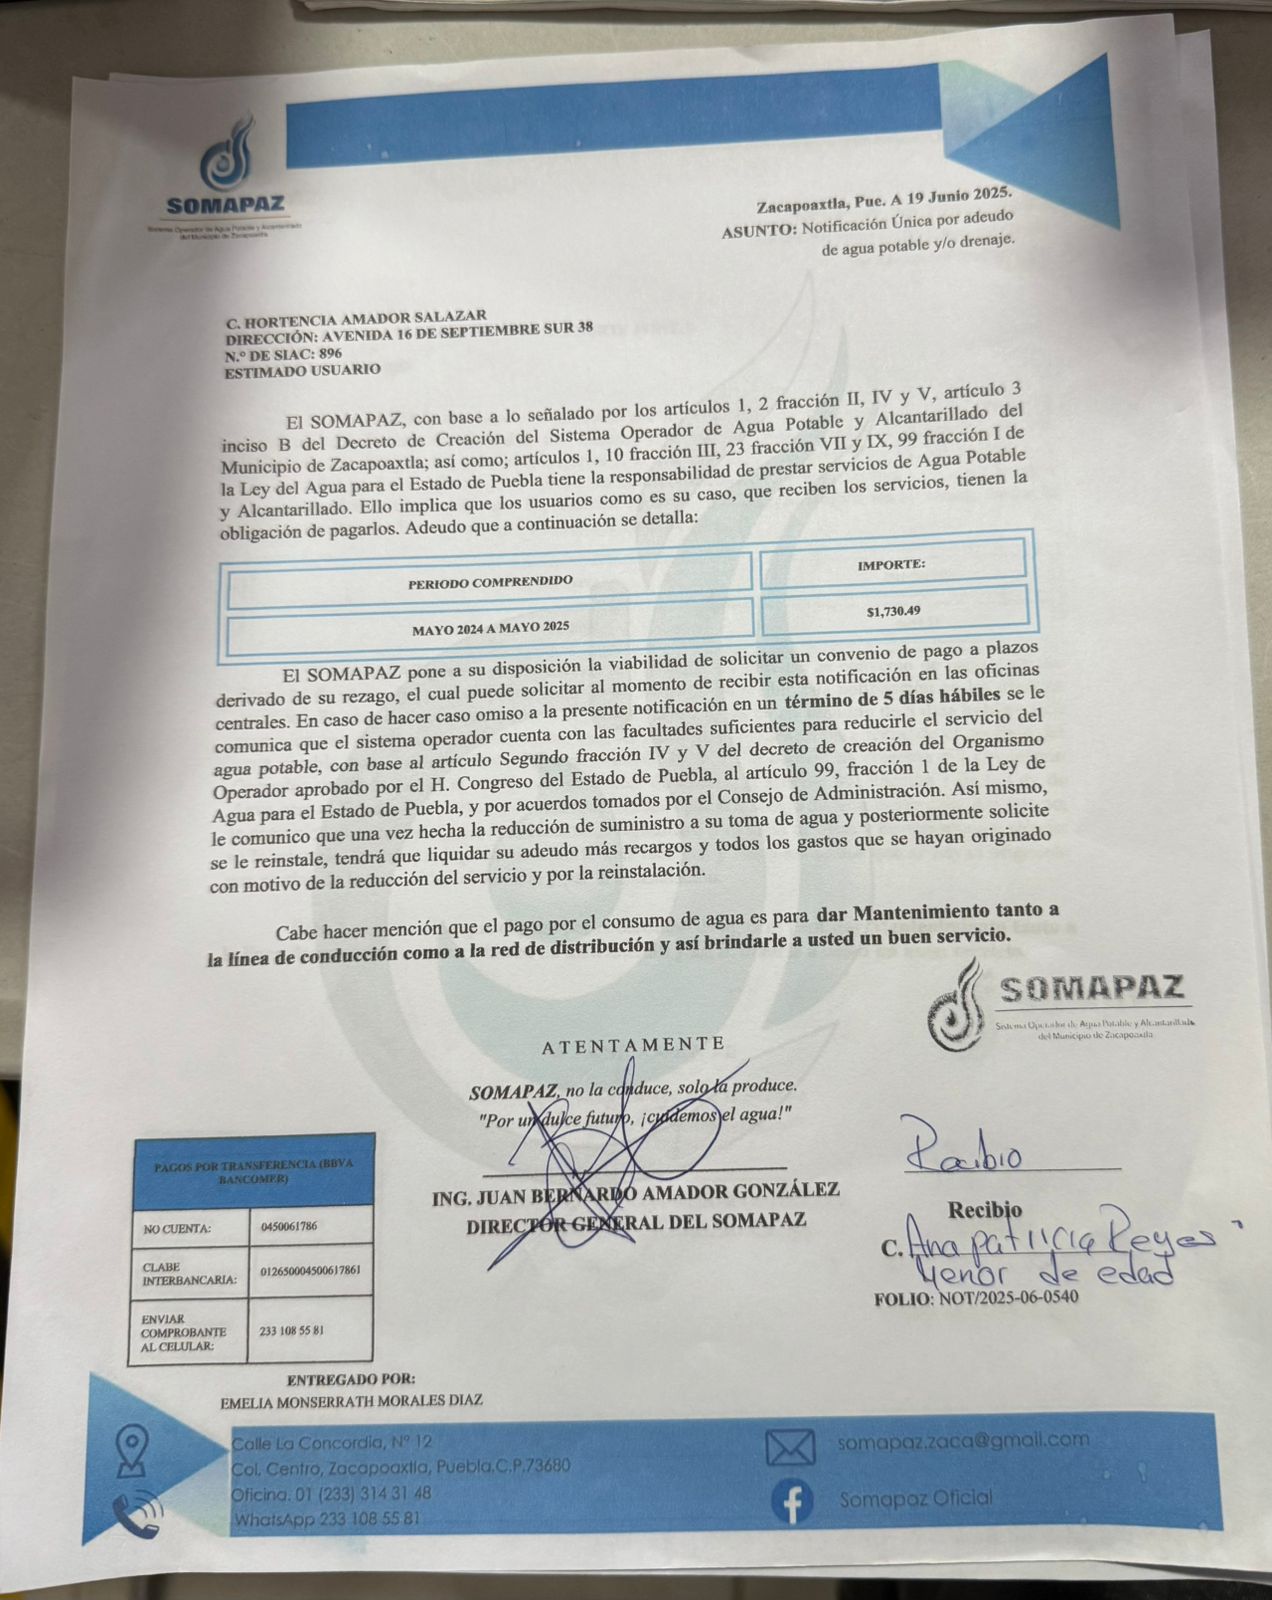 SOMAPAZ
Sistema Operador de Agua Potable y Alcantarillado
del Municipio de Zacapoaxtla
Zacapoaxtla, Pue. A 19 Junio 2025.
ASUNTO: Notificación Única por adeudo
de agua potable y/o drenaje.
C. HORTENCIA AMADOR SALAZAR
DIRECCIÓN: AVENIDA 16 DE SEPTIEMBRE SUR 38
N.º DE SIAC: 896
ESTIMADO USUARIO
El SOMAPAZ, con base a lo señalado por los artículos 1, 2 fracción II, IV y V, artículo 3
inciso B del Decreto de Creación del Sistema Operador de Agua Potable y Alcantarillado del
Municipio de Zacapoaxtla; así como; artículos 1, 10 fracción III, 23 fracción VII y IX, 99 fracción I de
la Ley del Agua para el Estado de Puebla tiene la responsabilidad de prestar servicios de Agua Potable
y Alcantarillado. Ello implica que los usuarios como es su caso, que reciben los servicios, tienen la
obligación de pagarlos. Adeudo que a continuación se detalla:
PERIODO COMPRENDIDO
IMPORTE:
MAYO 2024 A MAYO 2025
$1,730.49
El SOMAPAZ pone a su disposición la viabilidad de solicitar un convenio de pago a plazos
derivado de su rezago, el cual puede solicitar al momento de recibir esta notificación en las oficinas
centrales. En caso de hacer caso omiso a la presente notificación en un término de 5 días hábiles se le
comunica que el sistema operador cuenta con las facultades suficientes para reducirle el servicio del
agua potable, con base al artículo Segundo fracción IV y V del decreto de creación del Organismo
Operador aprobado por el H. Congreso del Estado de Puebla, al artículo 99, fracción 1 de la Ley de
Agua para el Estado de Puebla, y por acuerdos tomados por el Consejo de Administración. Así mismo,
le comunico que una vez hecha la reducción de suministro a su toma de agua y posteriormente solicite
se le reinstale, tendrá que liquidar su adeudo más recargos y todos los gastos que se hayan originado
con motivo de la reducción del servicio y por la reinstalación.
Cabe hacer mención que el pago por el consumo de agua es para dar Mantenimiento tanto a
la línea de conducción como a la red de distribución y así brindarle a usted un buen servicio.
SOMAPAZ
Sistema Operador de Agua Potable y Alcantarillado
del Municipio de Zacapoaxtla
ATENTAMENTE
SOMAPAZ, no la conduce, solo la produce.
"Por un dulce futuro, ¡cuidemos el agua!"
ING. JUAN BERNARDO AMADOR GONZÁLEZ
DIRECTOR GENERAL DEL SOMAPAZ
Recibio
Recibio
C. Ana patricia Reyes
Menor de edad
FOLIO: NOT/2025-06-0540
PAGOS POR TRANSFERENCIA (BBVA
BANCOMER)
NO CUENTA:
0450061786
CLABE
INTERBANCARIA:
012650004500617861
ENVIAR
COMPROBANTE
AL CELULAR:
233 108 55 81
ENTREGADO POR:
EMELIA MONSERRATH MORALES DIAZ
Calle La Concordia, Nº 12
Col. Centro, Zacapoaxtla, Puebla,C.P.73680
Oficina. 01 (233) 314 31 48
WhatsApp 233 108 55 81
somapaz.zaca@gmail.com
Somapaz Oficial